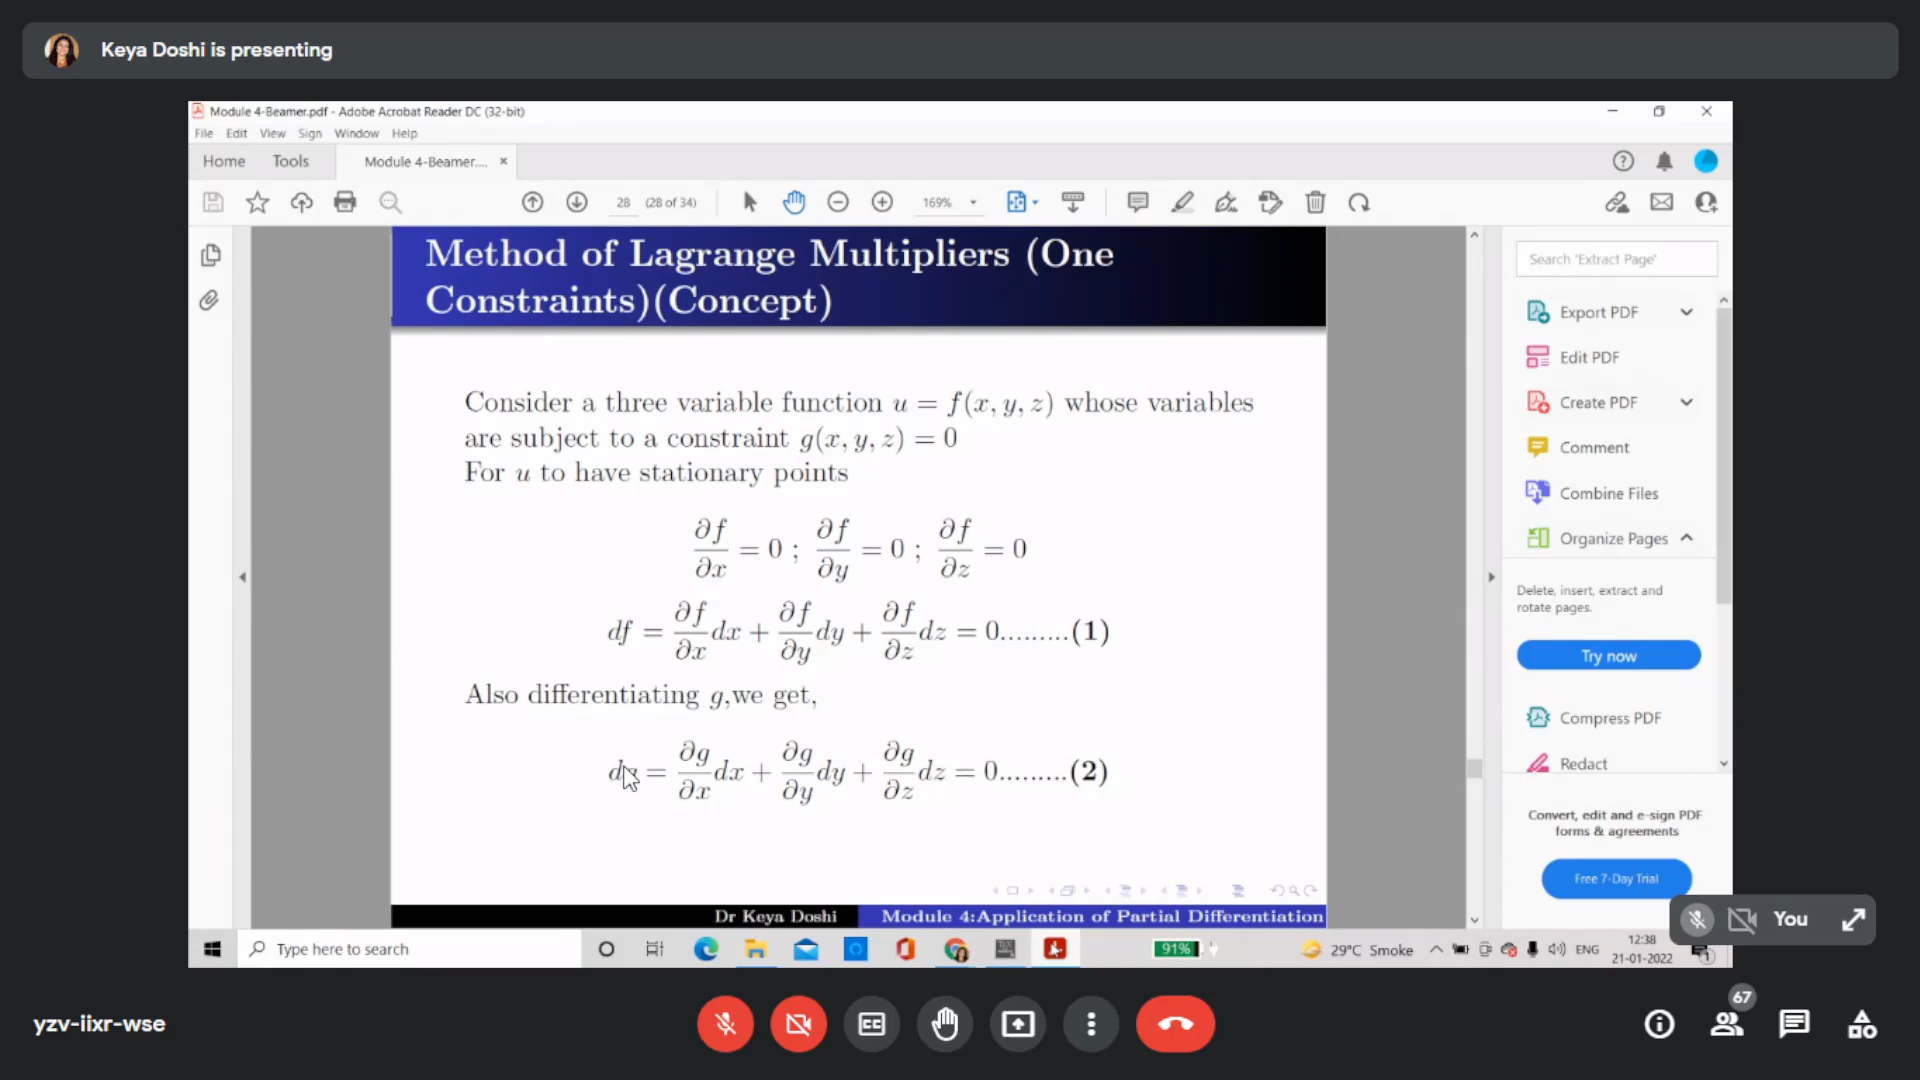 Keya Doshi is presenting
Module 4-Beamer.pdf - Adobe Acrobat Reader DC (32-bit)
File Edit View Sign Window Help
Home Tools Module 4-Beamer.... ×
28 (28 of 34) 169%
Method of Lagrange Multipliers (One
Constraints)(Concept)
Consider a three variable function u = f(x, y, z) whose variables
are subject to a constraint g(x, y, z) = 0
For u to have stationary points
∂f/∂x = 0 ; ∂f/∂y = 0 ; ∂f/∂z = 0
df = ∂f/∂x dx + ∂f/∂y dy + ∂f/∂z dz = 0.........(1)
Also differentiating g,we get,
dg = ∂g/∂x dx + ∂g/∂y dy + ∂g/∂z dz = 0.........(2)
Dr Keya Doshi Module 4:Application of Partial Differentiation
Search 'Extract Page'
Export PDF
Edit PDF
Create PDF
Comment
Combine Files
Organize Pages
Delete, insert, extract and
rotate pages.
Try now
Compress PDF
Redact
Convert, edit and e-sign PDF
forms & agreements
Free 7-Day Trial
You
Type here to search
91%
29°C Smoke
ENG
12:38
21-01-2022
1
yzv-iixr-wse
CC
67